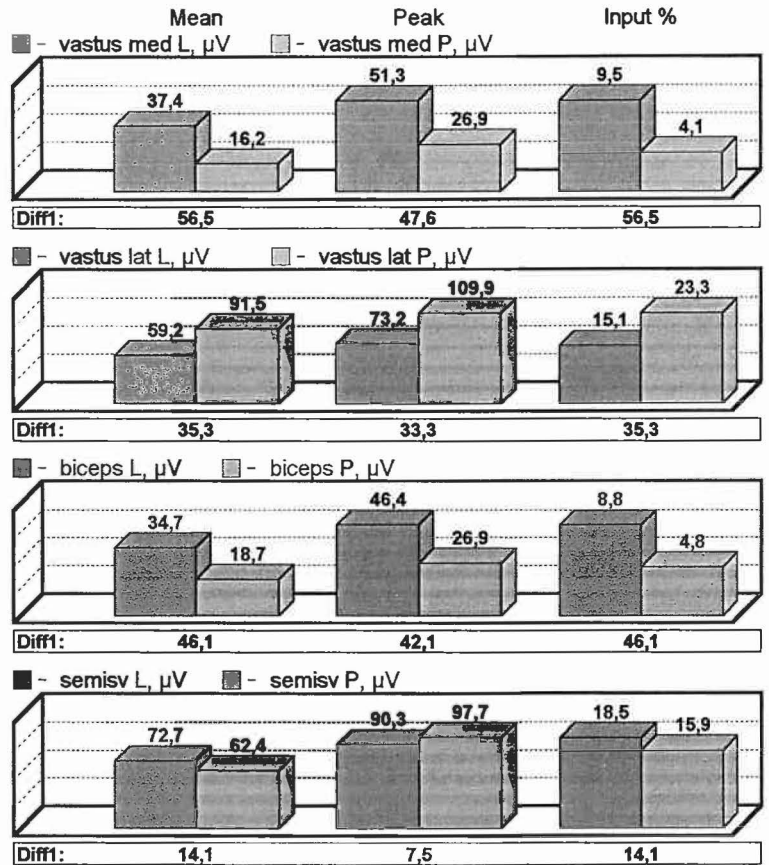 Mean Peak Input %
- vastus med L, µV - vastus med P, µV
37,4 16,2 51,3 26,9 9,5 4,1
Diff1: 56,5 47,6 56,5
- vastus lat L, µV - vastus lat P, µV
59,2 91,5 73,2 109,9 15,1 23,3
Diff1: 35,3 33,3 35,3
- biceps L, µV - biceps P, µV
34,7 18,7 46,4 26,9 8,8 4,8
Diff1: 46,1 42,1 46,1
- semisv L, µV - semisv P, µV
72,7 62,4 90,3 97,7 18,5 15,9
Diff1: 14,1 7,5 14,1